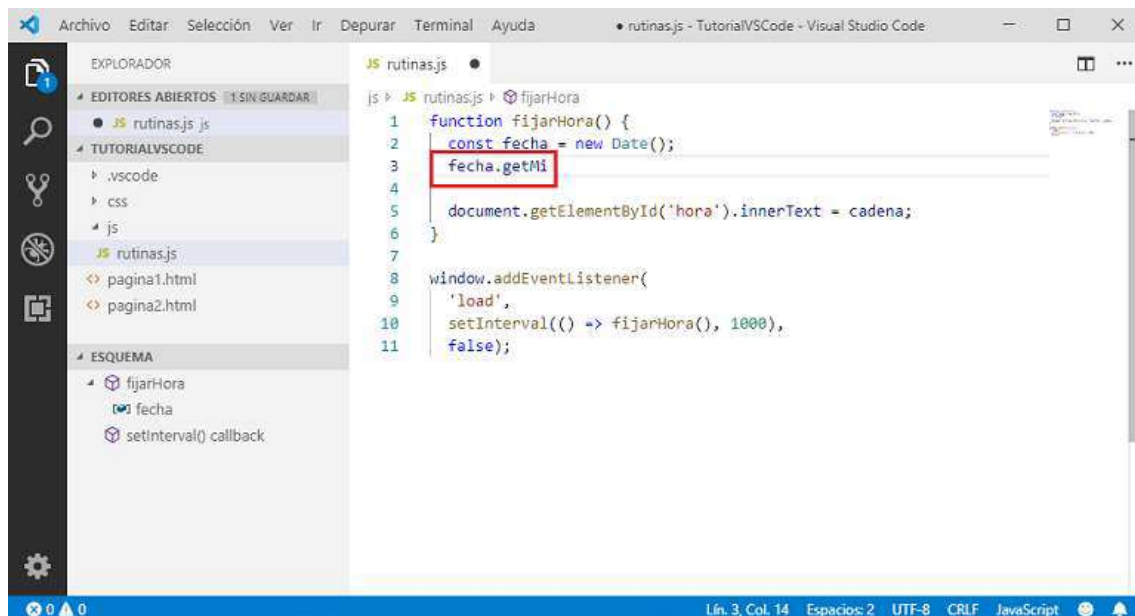 Archivo Editar Selección Ver Ir Depurar Terminal Ayuda ● rutinas.js - TutorialVSCode - Visual Studio Code
EXPLORADOR
EDITORES ABIERTOS 1 SIN GUARDAR
● JS rutinas.js js
TUTORIALVSCODE
.vscode
css
js
JS rutinas.js
<> pagina1.html
<> pagina2.html
ESQUEMA
fijarHora
fecha
setInterval() callback
1
JS rutinas.js ●
js JS rutinas.js fijarHora
1 function fijarHora() {
2 const fecha = new Date();
3 fecha.getMi
4
5 document.getElementById('hora').innerText = cadena;
6 }
7
8 window.addEventListener(
9 'load',
10 setInterval(() => fijarHora(), 1000),
11 false);
0 0 Lín. 3, Col. 14 Espacios: 2 UTF-8 CRLF JavaScript